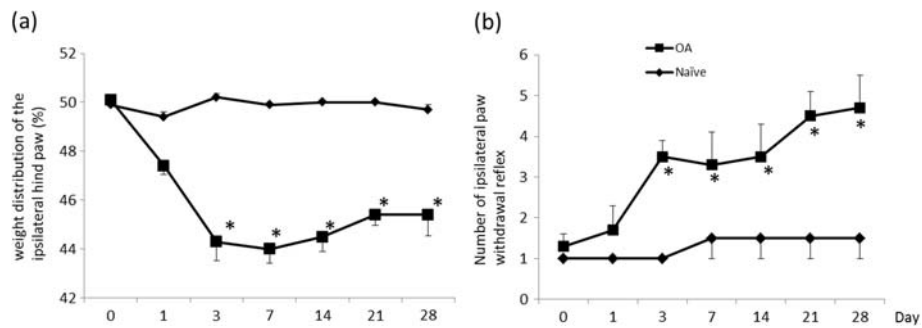 (a)
weight distribution of the
ipsilateral hind paw (%)
52
50
48
46
44
42
*
*
*
*
*
0 1 3 7 14 21 28
(b)
OA
Naïve
Number of ipsilateral paw
withdrawal reflex
6
5
4
3
2
1
0
*
*
*
*
*
0 1 3 7 14 21 28 Day